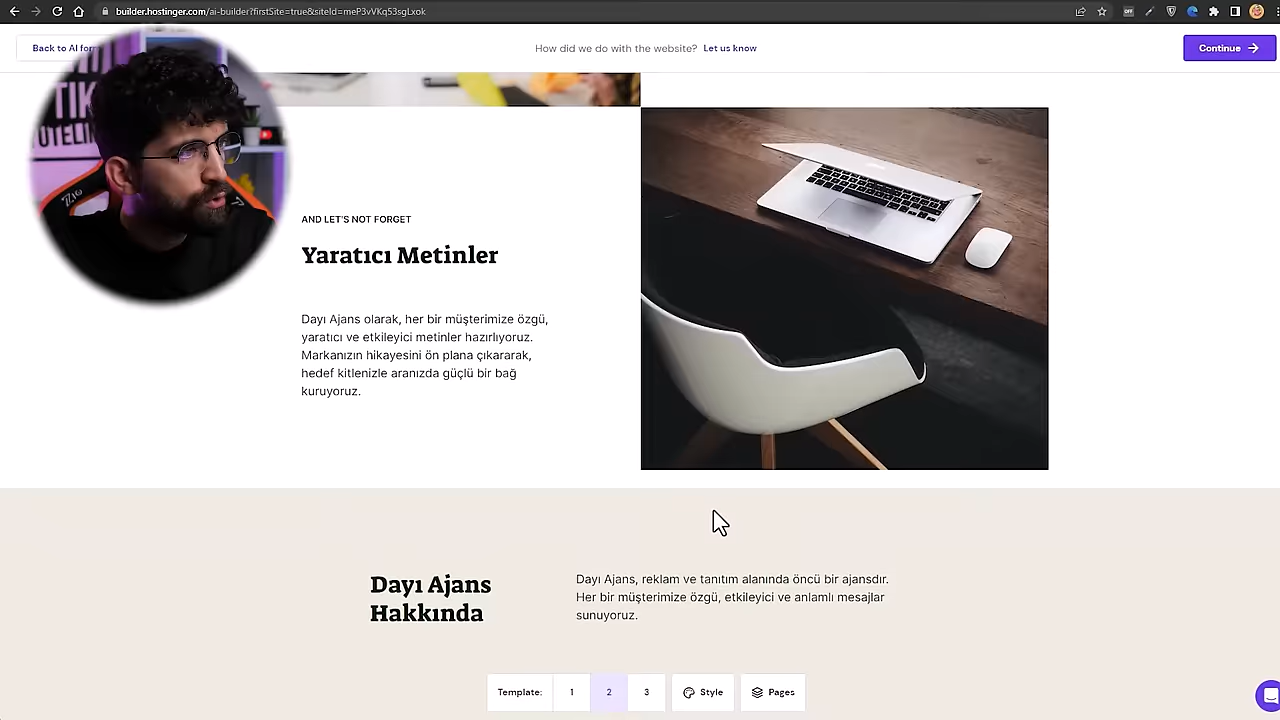 builder.hostinger.com/ai-builder?firstSite=true&siteId=meP3vVKq53sgLxok
Back to AI for
How did we do with the website? Let us know
Continue
TIK
AND LET'S NOT FORGET
Yaratıcı Metinler
Dayı Ajans olarak, her bir müşterimize özgü,
yaratıcı ve etkileyici metinler hazırlıyoruz.
Markanızın hikayesini ön plana çıkararak,
hedef kitlenizle aranızda güçlü bir bağ
kuruyoruz.
Dayı Ajans
Hakkında
Dayı Ajans, reklam ve tanıtım alanında öncü bir ajansdır.
Her bir müşterimize özgü, etkileyici ve anlamlı mesajlar
sunuyoruz.
Template: 1 2 3 Style Pages